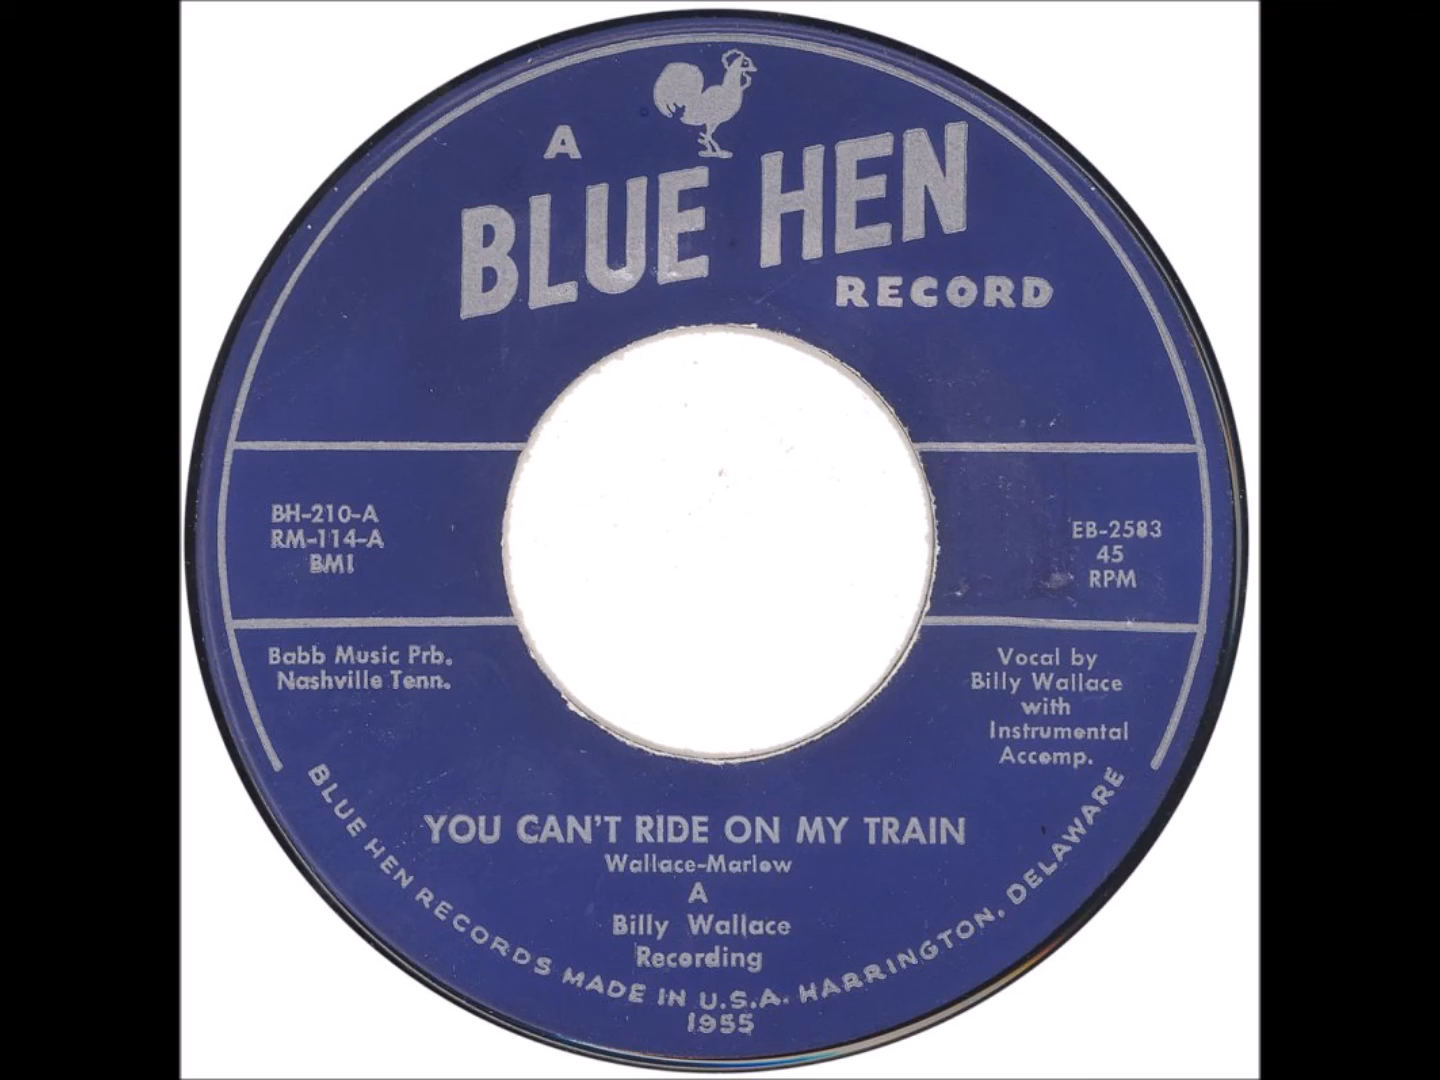 A
BLUE HEN
RECORD
BH-210-A
RM-114-A
BMI
EB-2583
45
RPM
Babb Music Prb.
Nashville Tenn.
Vocal by
Billy Wallace
with
Instrumental
Accomp.
YOU CAN'T RIDE ON MY TRAIN
Wallace-Marlow
A
Billy Wallace
Recording
BLUE HEN RECORDS MADE IN U.S.A. HARRINGTON, DELAWARE
1955